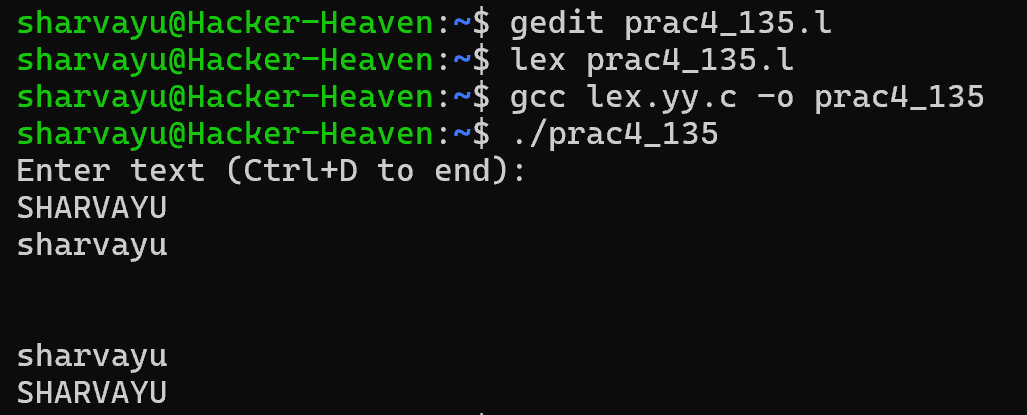 sharvayu@Hacker-Heaven:~$ gedit prac4_135.l
sharvayu@Hacker-Heaven:~$ lex prac4_135.l
sharvayu@Hacker-Heaven:~$ gcc lex.yy.c -o prac4_135
sharvayu@Hacker-Heaven:~$ ./prac4_135
Enter text (Ctrl+D to end):
SHARVAYU
sharvayu
sharvayu
SHARVAYU